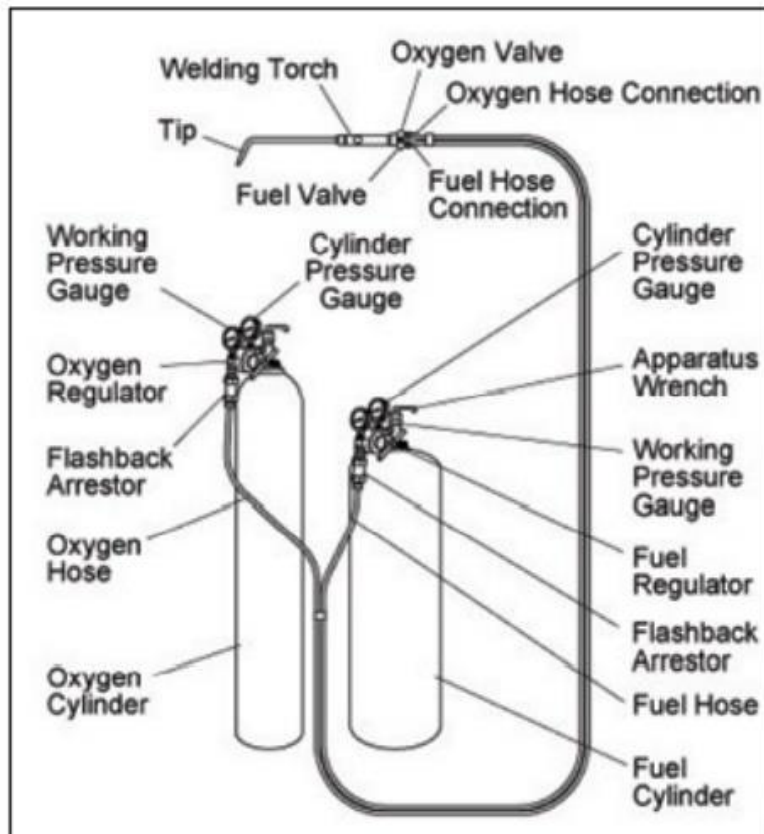 Oxygen Valve
Welding Torch
Oxygen Hose Connection
Tip
Fuel Valve
Fuel Hose
Connection
Working
Pressure
Gauge
Cylinder
Pressure
Gauge
Oxygen
Regulator
Flashback
Arrestor
Oxygen
Hose
Oxygen
Cylinder
Cylinder
Pressure
Gauge
Apparatus
Wrench
Working
Pressure
Gauge
Fuel
Regulator
Flashback
Arrestor
Fuel Hose
Fuel
Cylinder